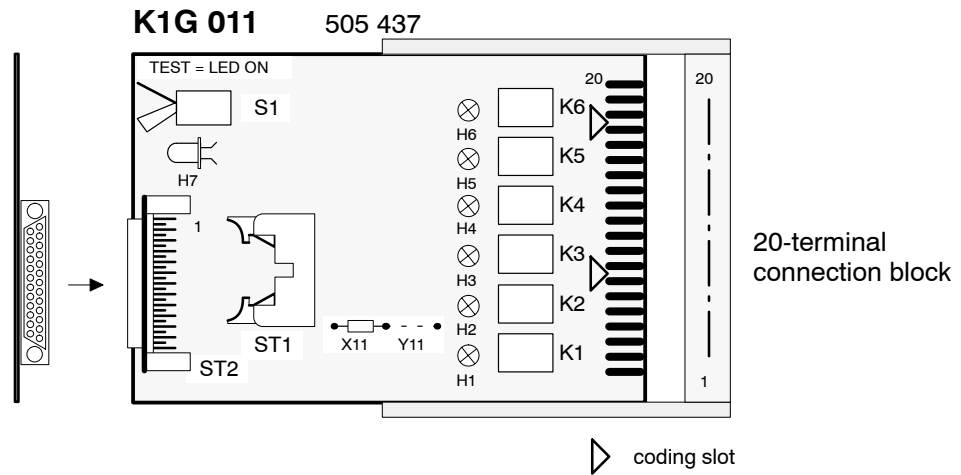 K1G 011 505 437
TEST = LED ON
20 20
S1
K6
H6
H7
K5
H5
K4
H4
1
20-terminal
connection block
K3
H3
K2
H2
X11 Y11
ST1
ST2
K1
H1
1
coding slot